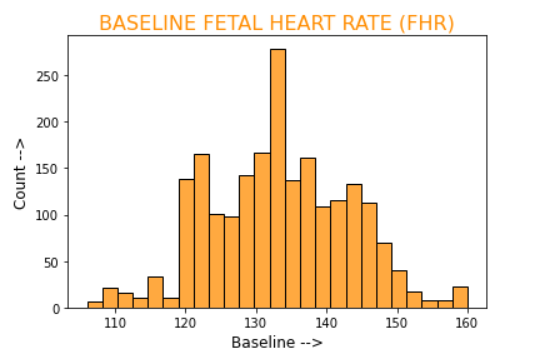 BASELINE FETAL HEART RATE (FHR)
250
200
150
100
50
0
Count -->
110 120 130 140 150 160
Baseline -->